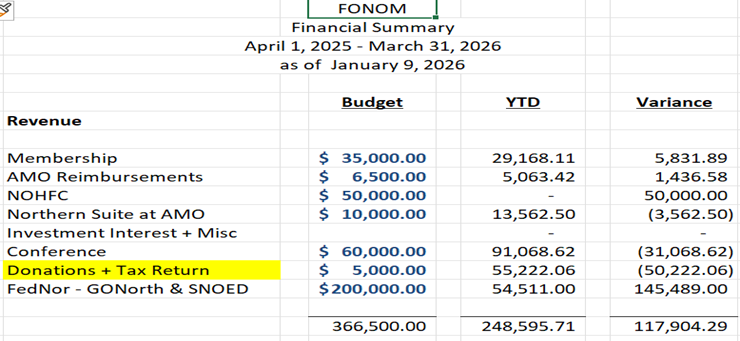 FONOM
Financial Summary
April 1, 2025 - March 31, 2026
as of January 9, 2026
Budget YTD Variance
Revenue
Membership $ 35,000.00 29,168.11 5,831.89
AMO Reimbursements $ 6,500.00 5,063.42 1,436.58
NOHFC $ 50,000.00 - 50,000.00
Northern Suite at AMO $ 10,000.00 13,562.50 (3,562.50)
Investment Interest + Misc - -
Conference $ 60,000.00 91,068.62 (31,068.62)
Donations + Tax Return $ 5,000.00 55,222.06 (50,222.06)
FedNor - GONorth & SNOED $200,000.00 54,511.00 145,489.00
366,500.00 248,595.71 117,904.29